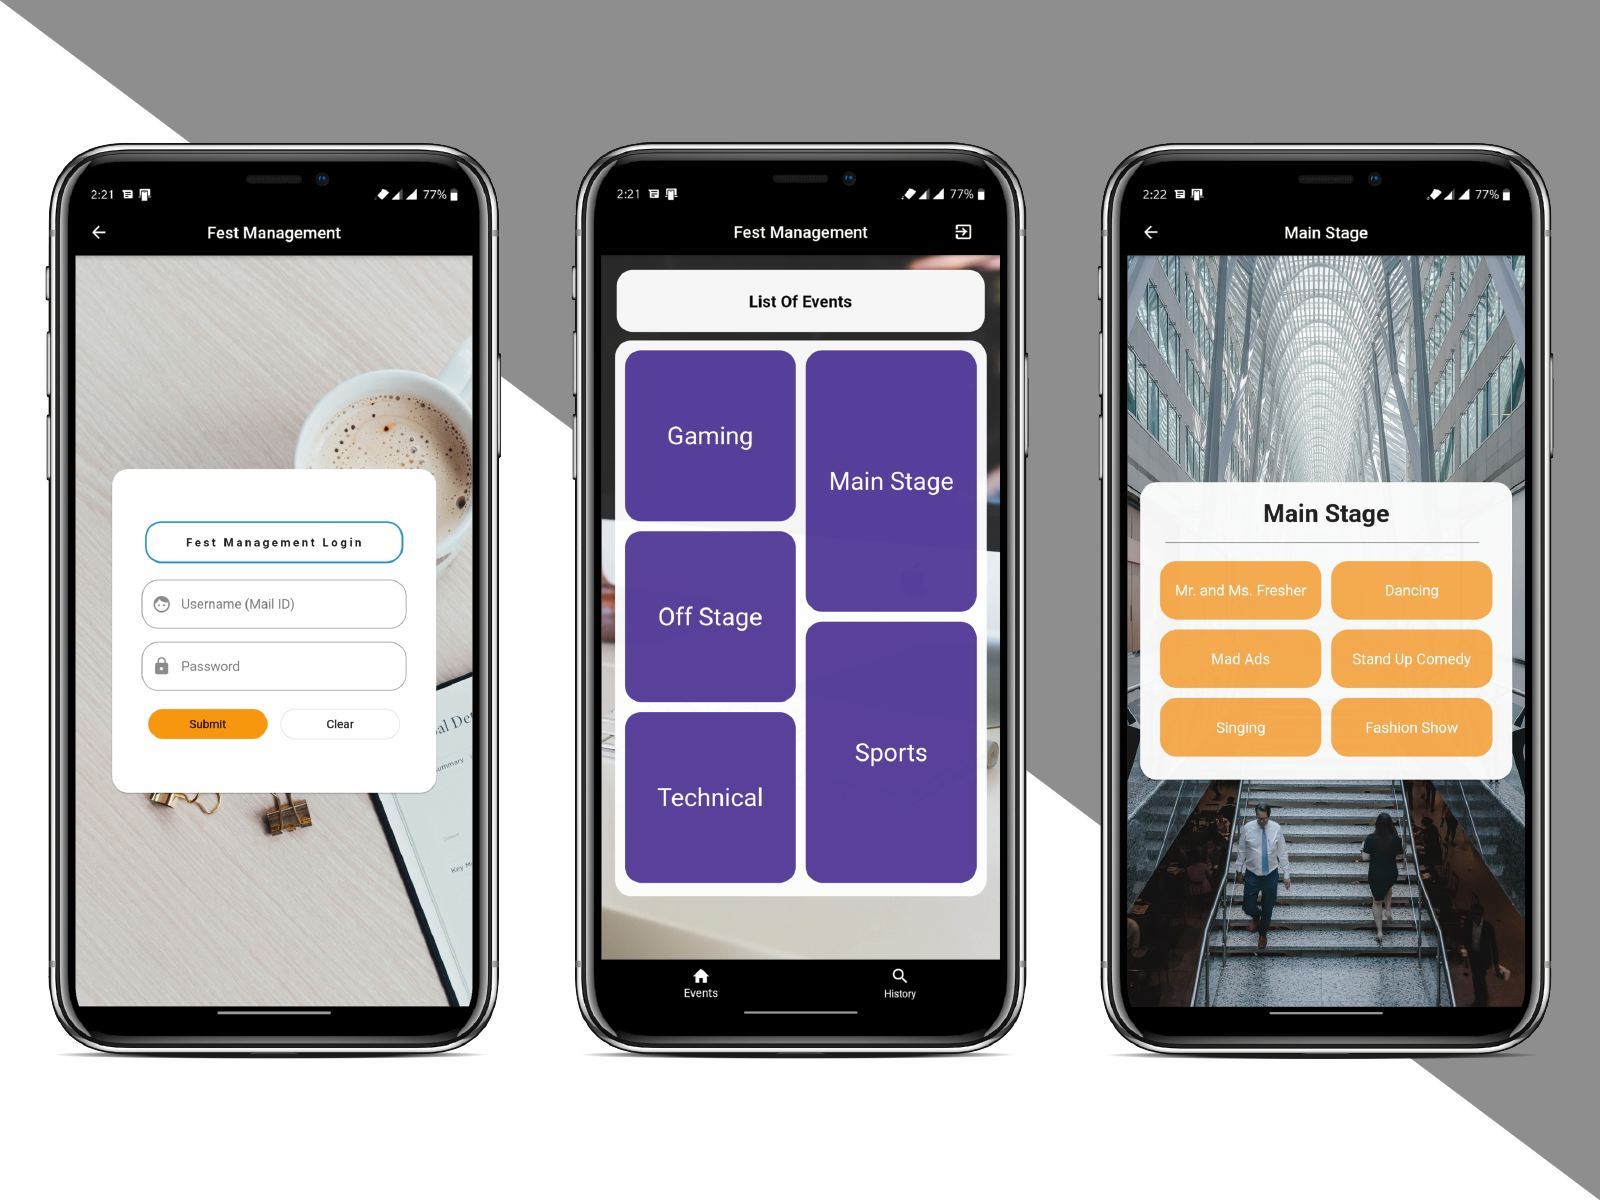 2:21
77%
Fest Management
Fest Management Login
Username (Mail ID)
Password
Submit
Clear
Summary
Key
2:21
77%
Fest Management
List Of Events
Gaming
Main Stage
Off Stage
Sports
Technical
Events
History
2:22
77%
Main Stage
Main Stage
Mr. and Ms. Fresher
Dancing
Mad Ads
Stand Up Comedy
Singing
Fashion Show